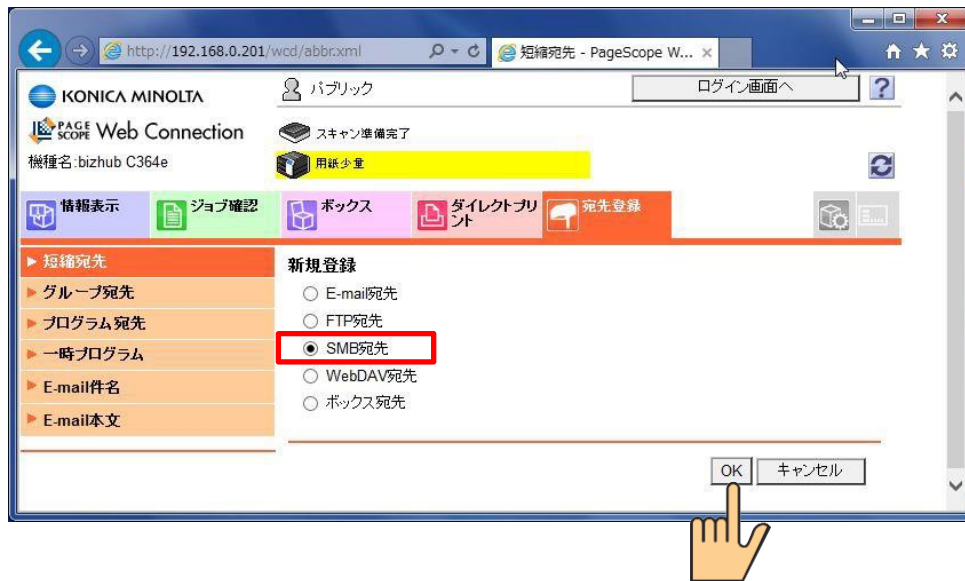 http://192.168.0.201/wcd/abbr.xml
短縮宛先 - PageScope W...
KONICA MINOLTA
パブリック
ログイン画面へ
?
PAGE SCOPE Web Connection
スキャン準備完了
機種名:bizhub C364e
用紙少量
情報表示
ジョブ確認
ボックス
ダイレクトプリ
ント
宛先登録
短縮宛先
グループ宛先
プログラム宛先
一時プログラム
E-mail件名
E-mail本文
新規登録
E-mail宛先
FTP宛先
SMB宛先
WebDAV宛先
ボックス宛先
OK
キャンセル